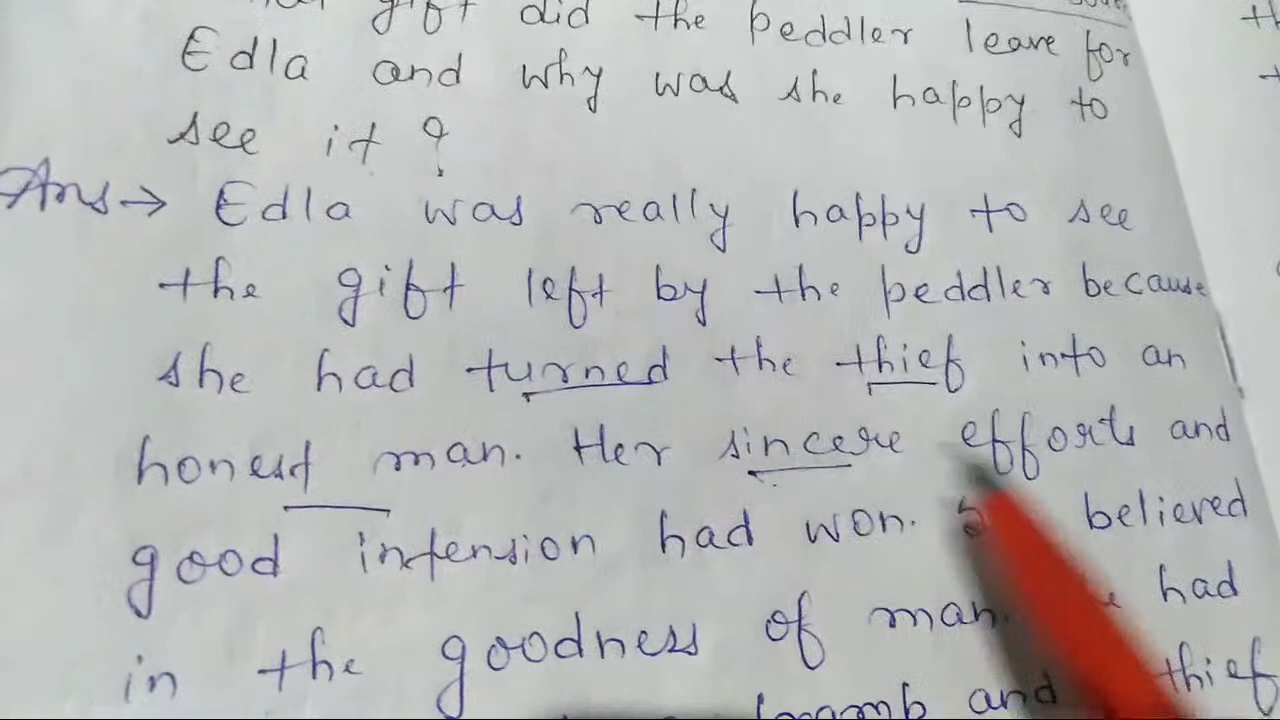 gift did the peddler leave for
Edla and why was she happy to
see it ?
Ans → Edla was really happy to see
the gift left by the peddler because
she had turned the thief into an
honest man. Her sincere efforts and
good intension had won. believed
in the goodness of man. had
and thief